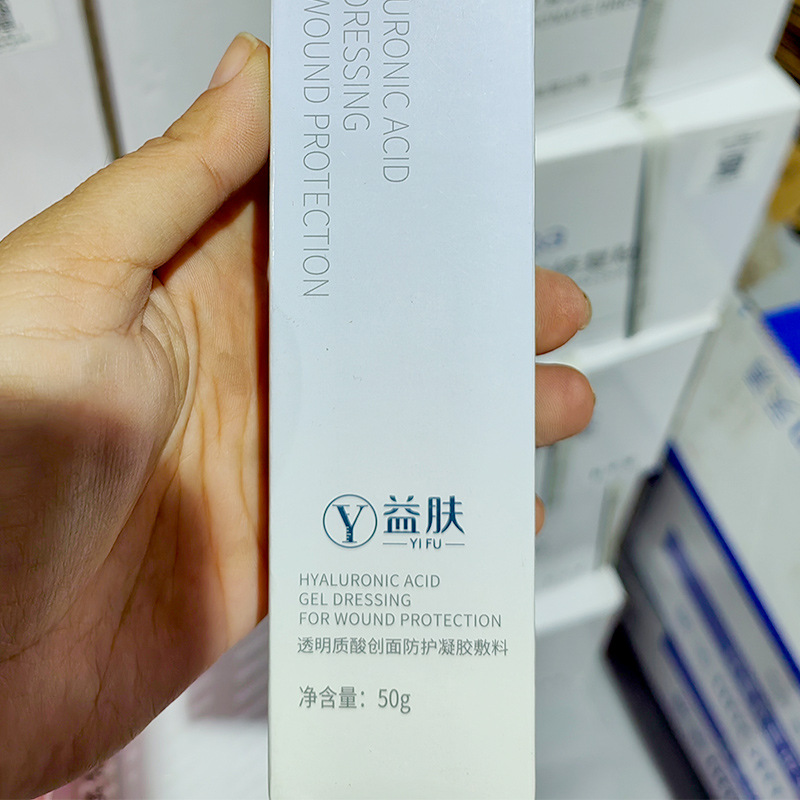 URONIC ACID
DRESSING
WOUND PROTECTION
Y
益肤
YI FU
HYALURONIC ACID
GEL DRESSING
FOR WOUND PROTECTION
透明质酸创面防护凝胶敷料
净含量：50g